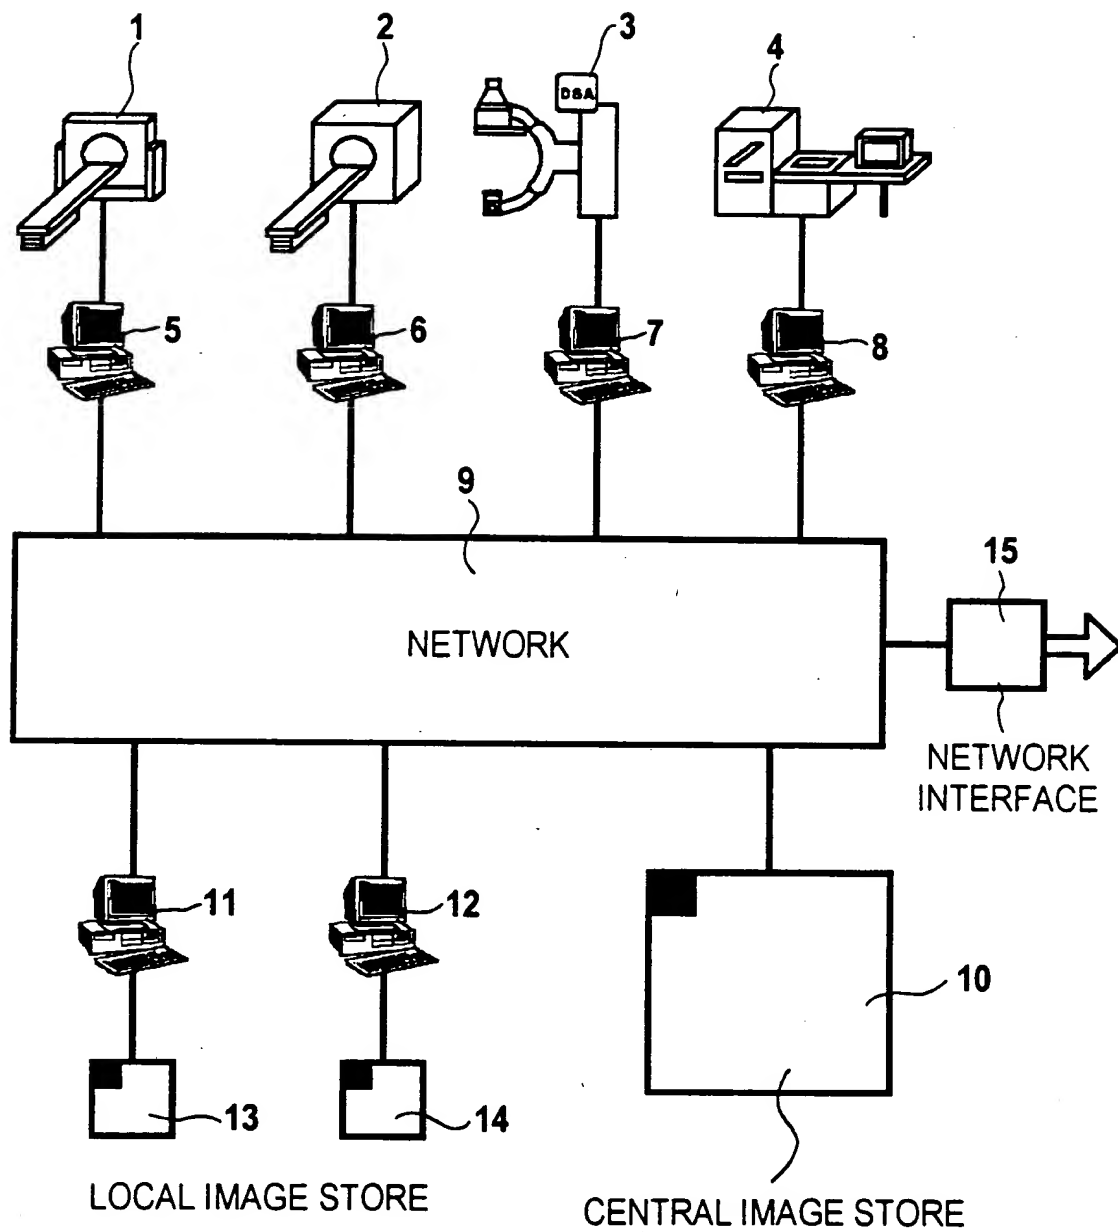 1
2
3
4
DSA
5
6
7
8
9
NETWORK
15
NETWORK
INTERFACE
11
12
10
13
14
LOCAL IMAGE STORE
CENTRAL IMAGE STORE